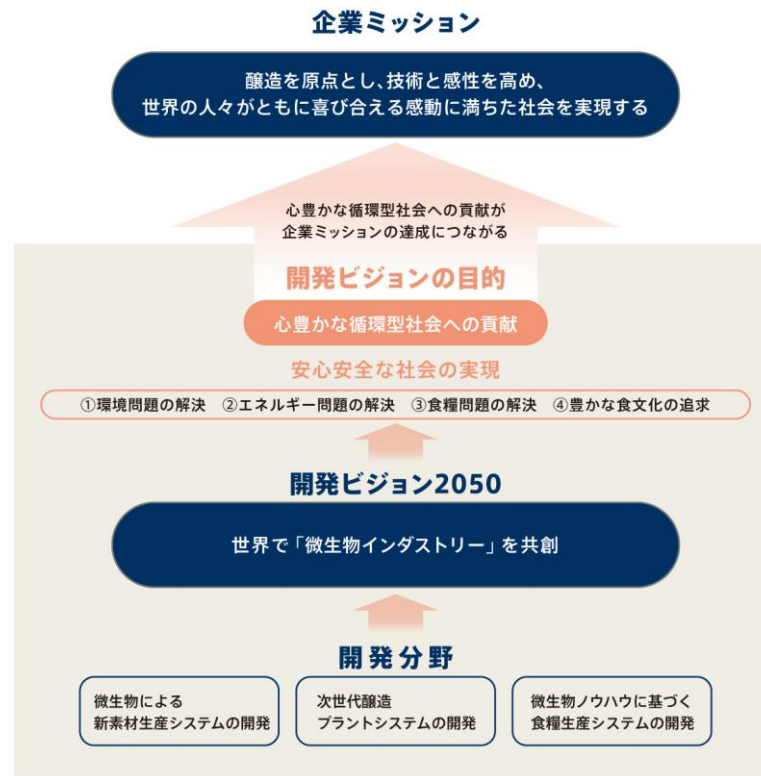 企業ミッション
醸造を原点とし、技術と感性を高め、
世界の人々がともに喜び合える感動に満ちた社会を実現する
心豊かな循環型社会への貢献が
企業ミッションの達成につながる
開発ビジョンの目的
心豊かな循環型社会への貢献
安心安全な社会の実現
①環境問題の解決 ②エネルギー問題の解決 ③食糧問題の解決 ④豊かな食文化の追求
開発ビジョン2050
世界で「微生物インダストリー」を共創
開発分野
微生物による
新素材生産システムの開発
次世代醸造
プラントシステムの開発
微生物ノウハウに基づく
食糧生産システムの開発